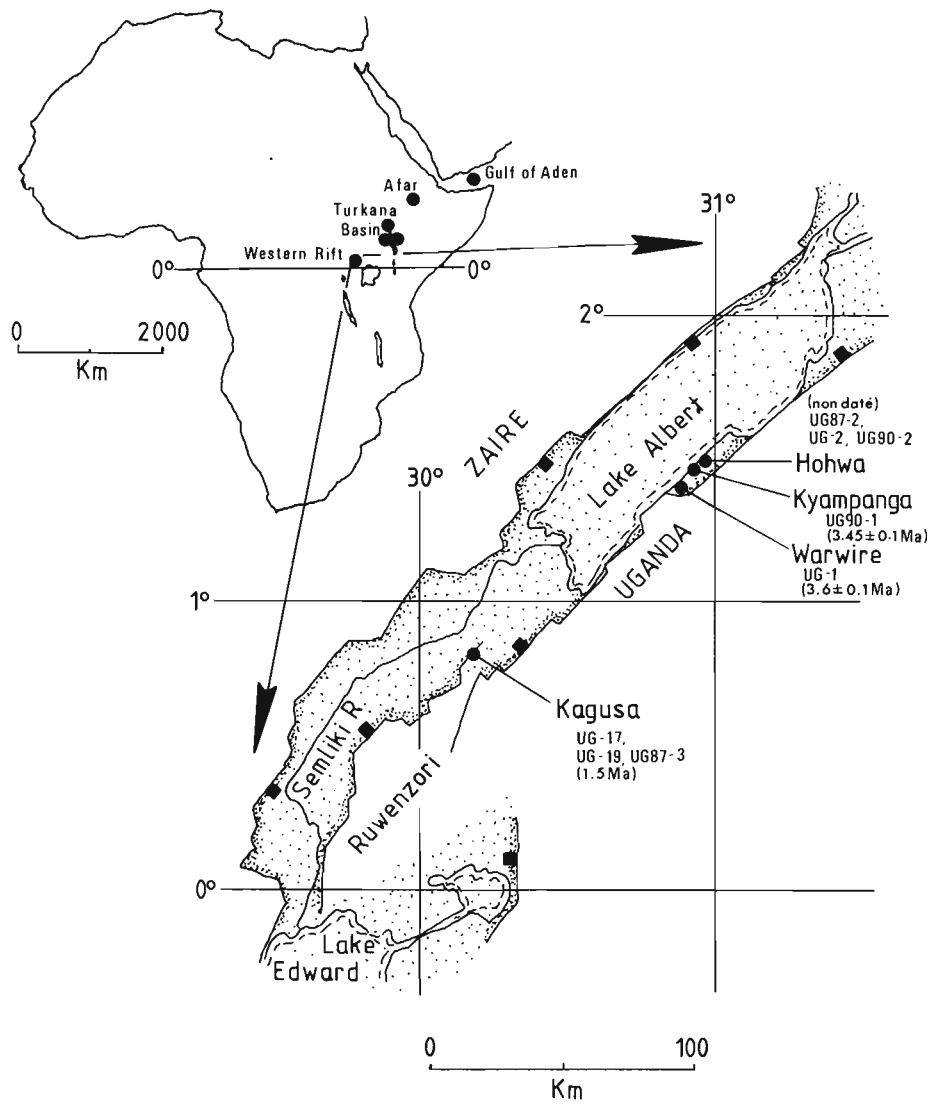 Gulf of Aden
Afar
Turkana
Basin
Western Rift
0°
0°
0 2000
Km
31°
2°
ZAIRE
Lake Albert
(non daté)
UG87-2,
UG-2, UG90-2
Hohwa
30°
Kyampanga
UG90-1
(3.45±0.1Ma)
Warwire
UG-1
(3.6±0.1Ma)
UGANDA
1°
Kagusa
UG-17,
UG-19, UG87-3
(1.5Ma)
Semliki R.
Ruwenzori
0°
Lake
Edward
0 100
Km